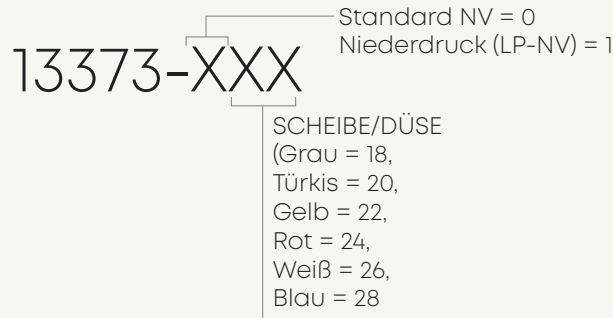 Standard NV = 0
Niederdruck (LP-NV) = 1
13373-XXX
SCHEIBE/DÜSE
(Grau = 18,
Türkis = 20,
Gelb = 22,
Rot = 24,
Weiß = 26,
Blau = 28